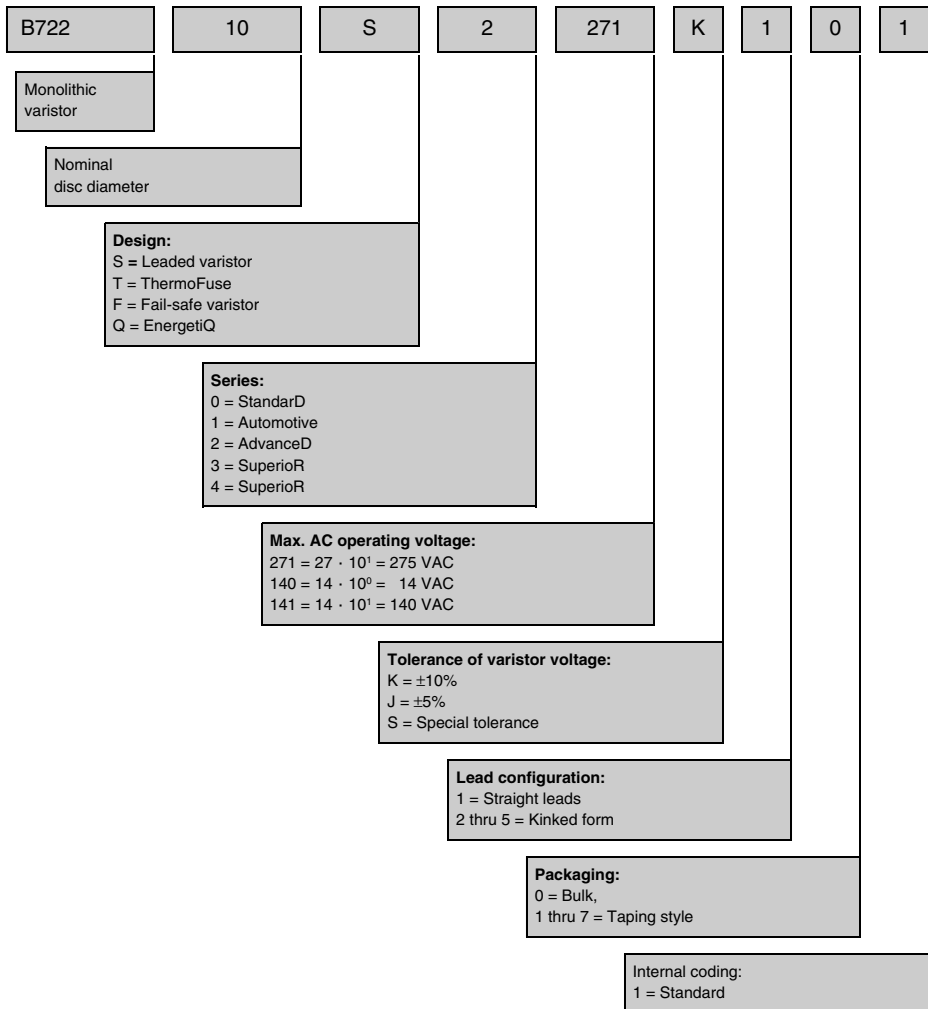 B722 10 S 2 271 K 1 0 1
Monolithic
varistor
Nominal
disc diameter
Design:
S = Leaded varistor
T = ThermoFuse
F = Fail-safe varistor
Q = EnergetiQ
Series:
0 = StandarD
1 = Automotive
2 = AdvanceD
3 = SuperioR
4 = SuperioR
Max. AC operating voltage:
271 = 27 · 10¹ = 275 VAC
140 = 14 · 10⁰ = 14 VAC
141 = 14 · 10¹ = 140 VAC
Tolerance of varistor voltage:
K = ±10%
J = ±5%
S = Special tolerance
Lead configuration:
1 = Straight leads
2 thru 5 = Kinked form
Packaging:
0 = Bulk,
1 thru 7 = Taping style
Internal coding:
1 = Standard